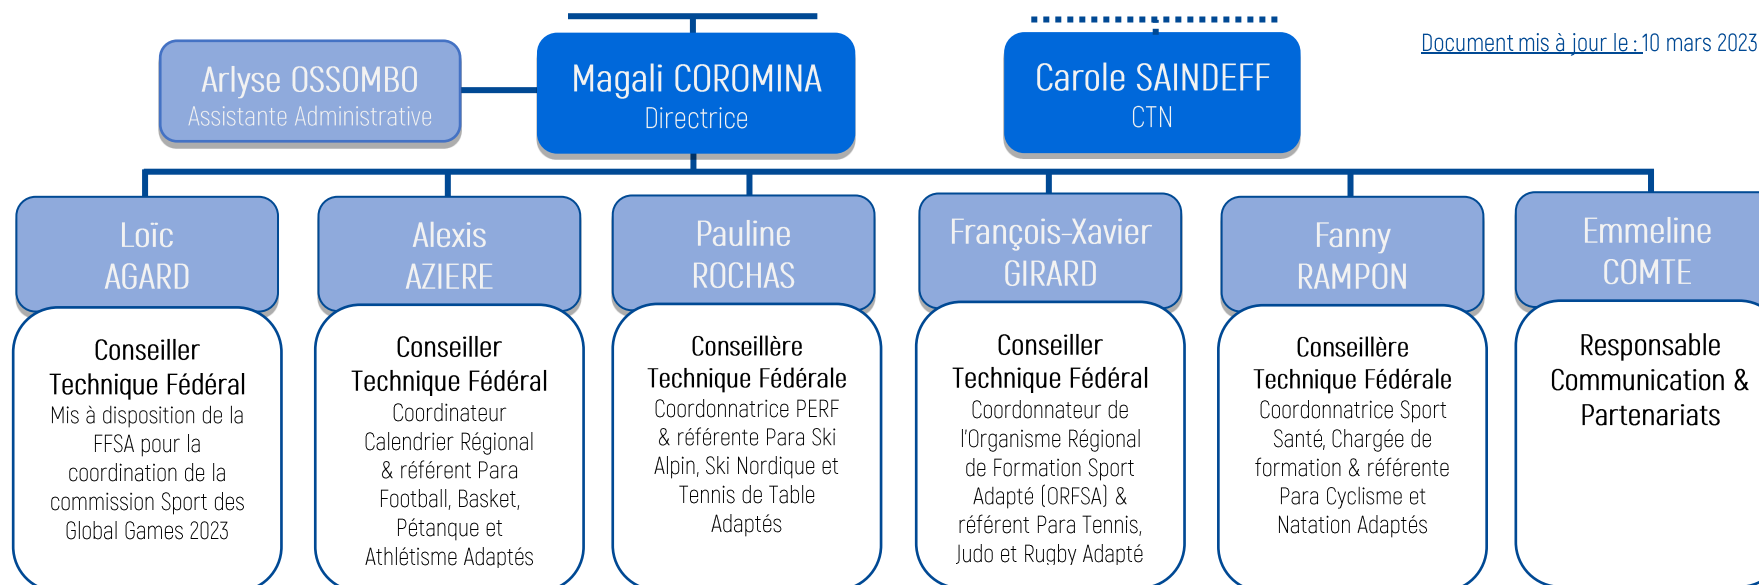 Document mis à jour le : 10 mars 2023
Arlyse OSSOMBO
Assistante Administrative
Magali COROMINA
Directrice
Carole SAINDEFF
CTN
Loïc
AGARD
Conseiller
Technique Fédéral
Mis à disposition de la
FFSA pour la
coordination de la
commission Sport des
Global Games 2023
Alexis
AZIERE
Conseiller
Technique Fédéral
Coordinateur
Calendrier Régional
& référent Para
Football, Basket,
Pétanque et
Athlétisme Adaptés
Pauline
ROCHAS
Conseillère
Technique Fédérale
Coordonnatrice PERF
& référente Para Ski
Alpin, Ski Nordique et
Tennis de Table
Adaptés
François-Xavier
GIRARD
Conseiller
Technique Fédéral
Coordonnateur de
l'Organisme Régional
de Formation Sport
Adapté (ORFSA) &
référent Para Tennis,
Judo et Rugby Adapté
Fanny
RAMPON
Conseillère
Technique Fédérale
Coordonnatrice Sport
Santé, Chargée de
formation & référente
Para Cyclisme et
Natation Adaptés
Emmeline
COMTE
Responsable
Communication &
Partenariats